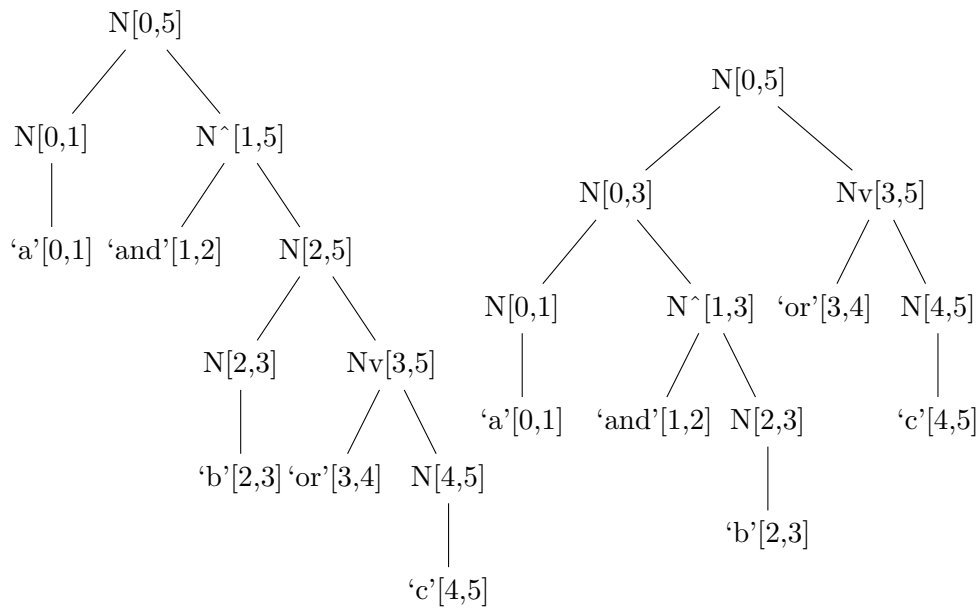 N[0,5]
N[0,1] Nˆ[1,5]
‘a’[0,1] ‘and’[1,2] N[2,5]
N[2,3] Nv[3,5]
‘b’[2,3] ‘or’[3,4] N[4,5]
‘c’[4,5]
N[0,5]
N[0,3] Nv[3,5]
N[0,1] Nˆ[1,3] ‘or’[3,4] N[4,5]
‘a’[0,1] ‘and’[1,2] N[2,3] ‘c’[4,5]
‘b’[2,3]